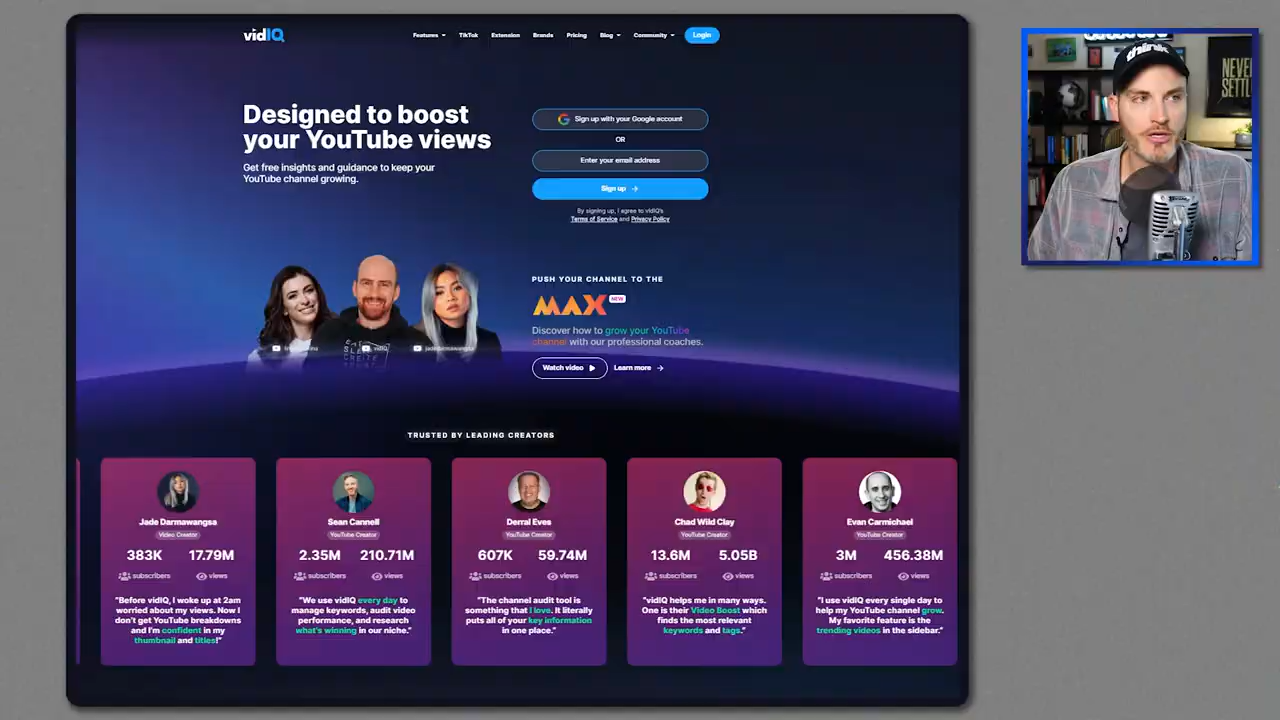 vidIQ
Features TikTok Extension Brands Pricing Blog Community Login
Designed to boost
your YouTube views
Get free insights and guidance to keep your
YouTube channel growing.
Sign up with your Google account
OR
Enter your email address
Sign up →
By signing up, I agree to vidIQ's
Terms of Service and Privacy Policy
vidIQ
jadedarmawangsa
PUSH YOUR CHANNEL TO THE
MAX NEW
Discover how to grow your YouTube
channel with our professional coaches.
Watch video
Learn more →
TRUSTED BY LEADING CREATORS
Jade Darmawangsa
Video Creator
383K 17.79M
subscribers views
"Before vidIQ, I woke up at 2am
worried about my views. Now I
don't get YouTube breakdowns
and I'm confident in my
thumbnail and titles!"
Sean Cannell
YouTube Creator
2.35M 210.71M
subscribers views
"We use vidIQ every day to
manage keywords, audit video
performance, and research
what's winning in our niche."
Derral Eves
YouTube Creator
607K 59.74M
subscribers views
"The channel audit tool is
something that I love. It literally
puts all of your key information
in one place."
Chad Wild Clay
YouTube Creator
13.6M 5.05B
subscribers views
"vidIQ helps me in many ways.
One is their Video Boost which
finds the most relevant
keywords and tags."
Evan Carmichael
YouTube Creator
3M 456.38M
subscribers views
"I use vidIQ every single day to
help my YouTube channel grow.
My favorite feature is the
trending videos in the sidebar."
think
NEVER
SETTL